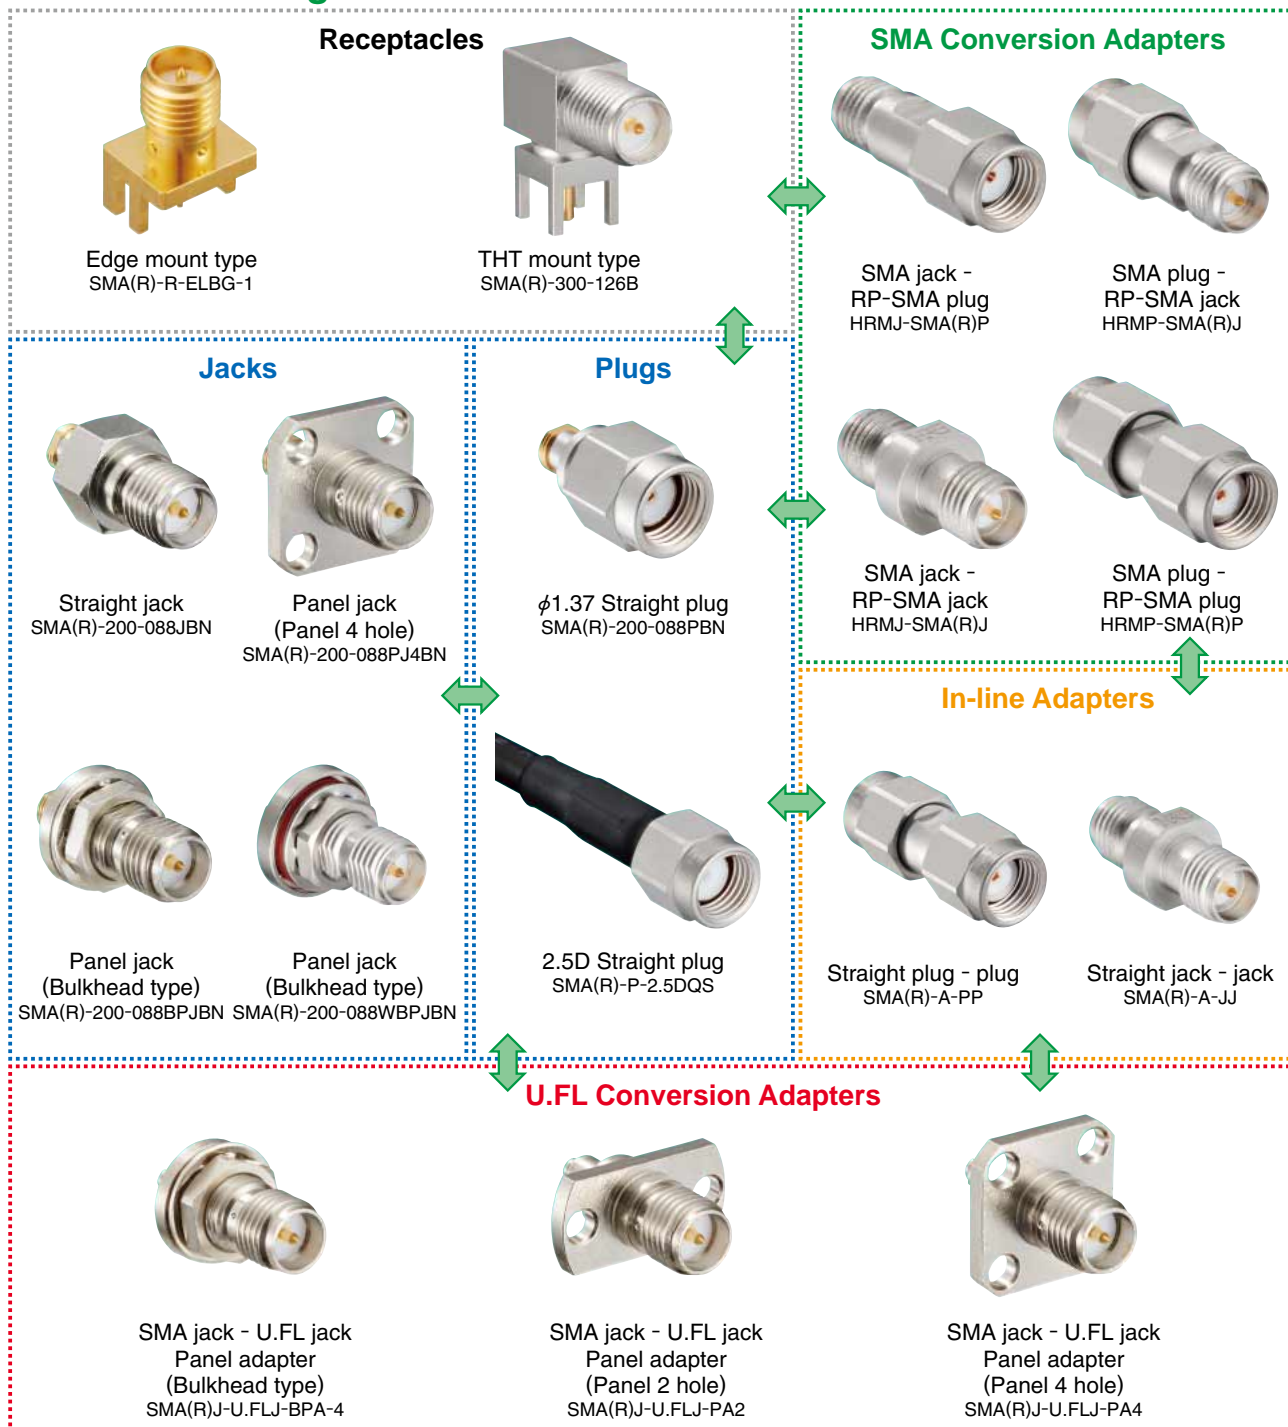 Receptacles
Edge mount type
SMA(R)-R-ELBG-1
THT mount type
SMA(R)-300-126B
SMA Conversion Adapters
SMA jack -
RP-SMA plug
HRMJ-SMA(R)P
SMA plug -
RP-SMA jack
HRMP-SMA(R)J
SMA jack -
RP-SMA jack
HRMJ-SMA(R)J
SMA plug -
RP-SMA plug
HRMP-SMA(R)P
Jacks
Straight jack
SMA(R)-200-088JBN
Panel jack
(Panel 4 hole)
SMA(R)-200-088PJ4BN
Panel jack
(Bulkhead type)
SMA(R)-200-088BPJBN
Panel jack
(Bulkhead type)
SMA(R)-200-088WBPJBN
Plugs
ϕ1.37 Straight plug
SMA(R)-200-088PBN
2.5D Straight plug
SMA(R)-P-2.5DQS
In-line Adapters
Straight plug - plug
SMA(R)-A-PP
Straight jack - jack
SMA(R)-A-JJ
U.FL Conversion Adapters
SMA jack - U.FL jack
Panel adapter
(Bulkhead type)
SMA(R)J-U.FLJ-BPA-4
SMA jack - U.FL jack
Panel adapter
(Panel 2 hole)
SMA(R)J-U.FLJ-PA2
SMA jack - U.FL jack
Panel adapter
(Panel 4 hole)
SMA(R)J-U.FLJ-PA4